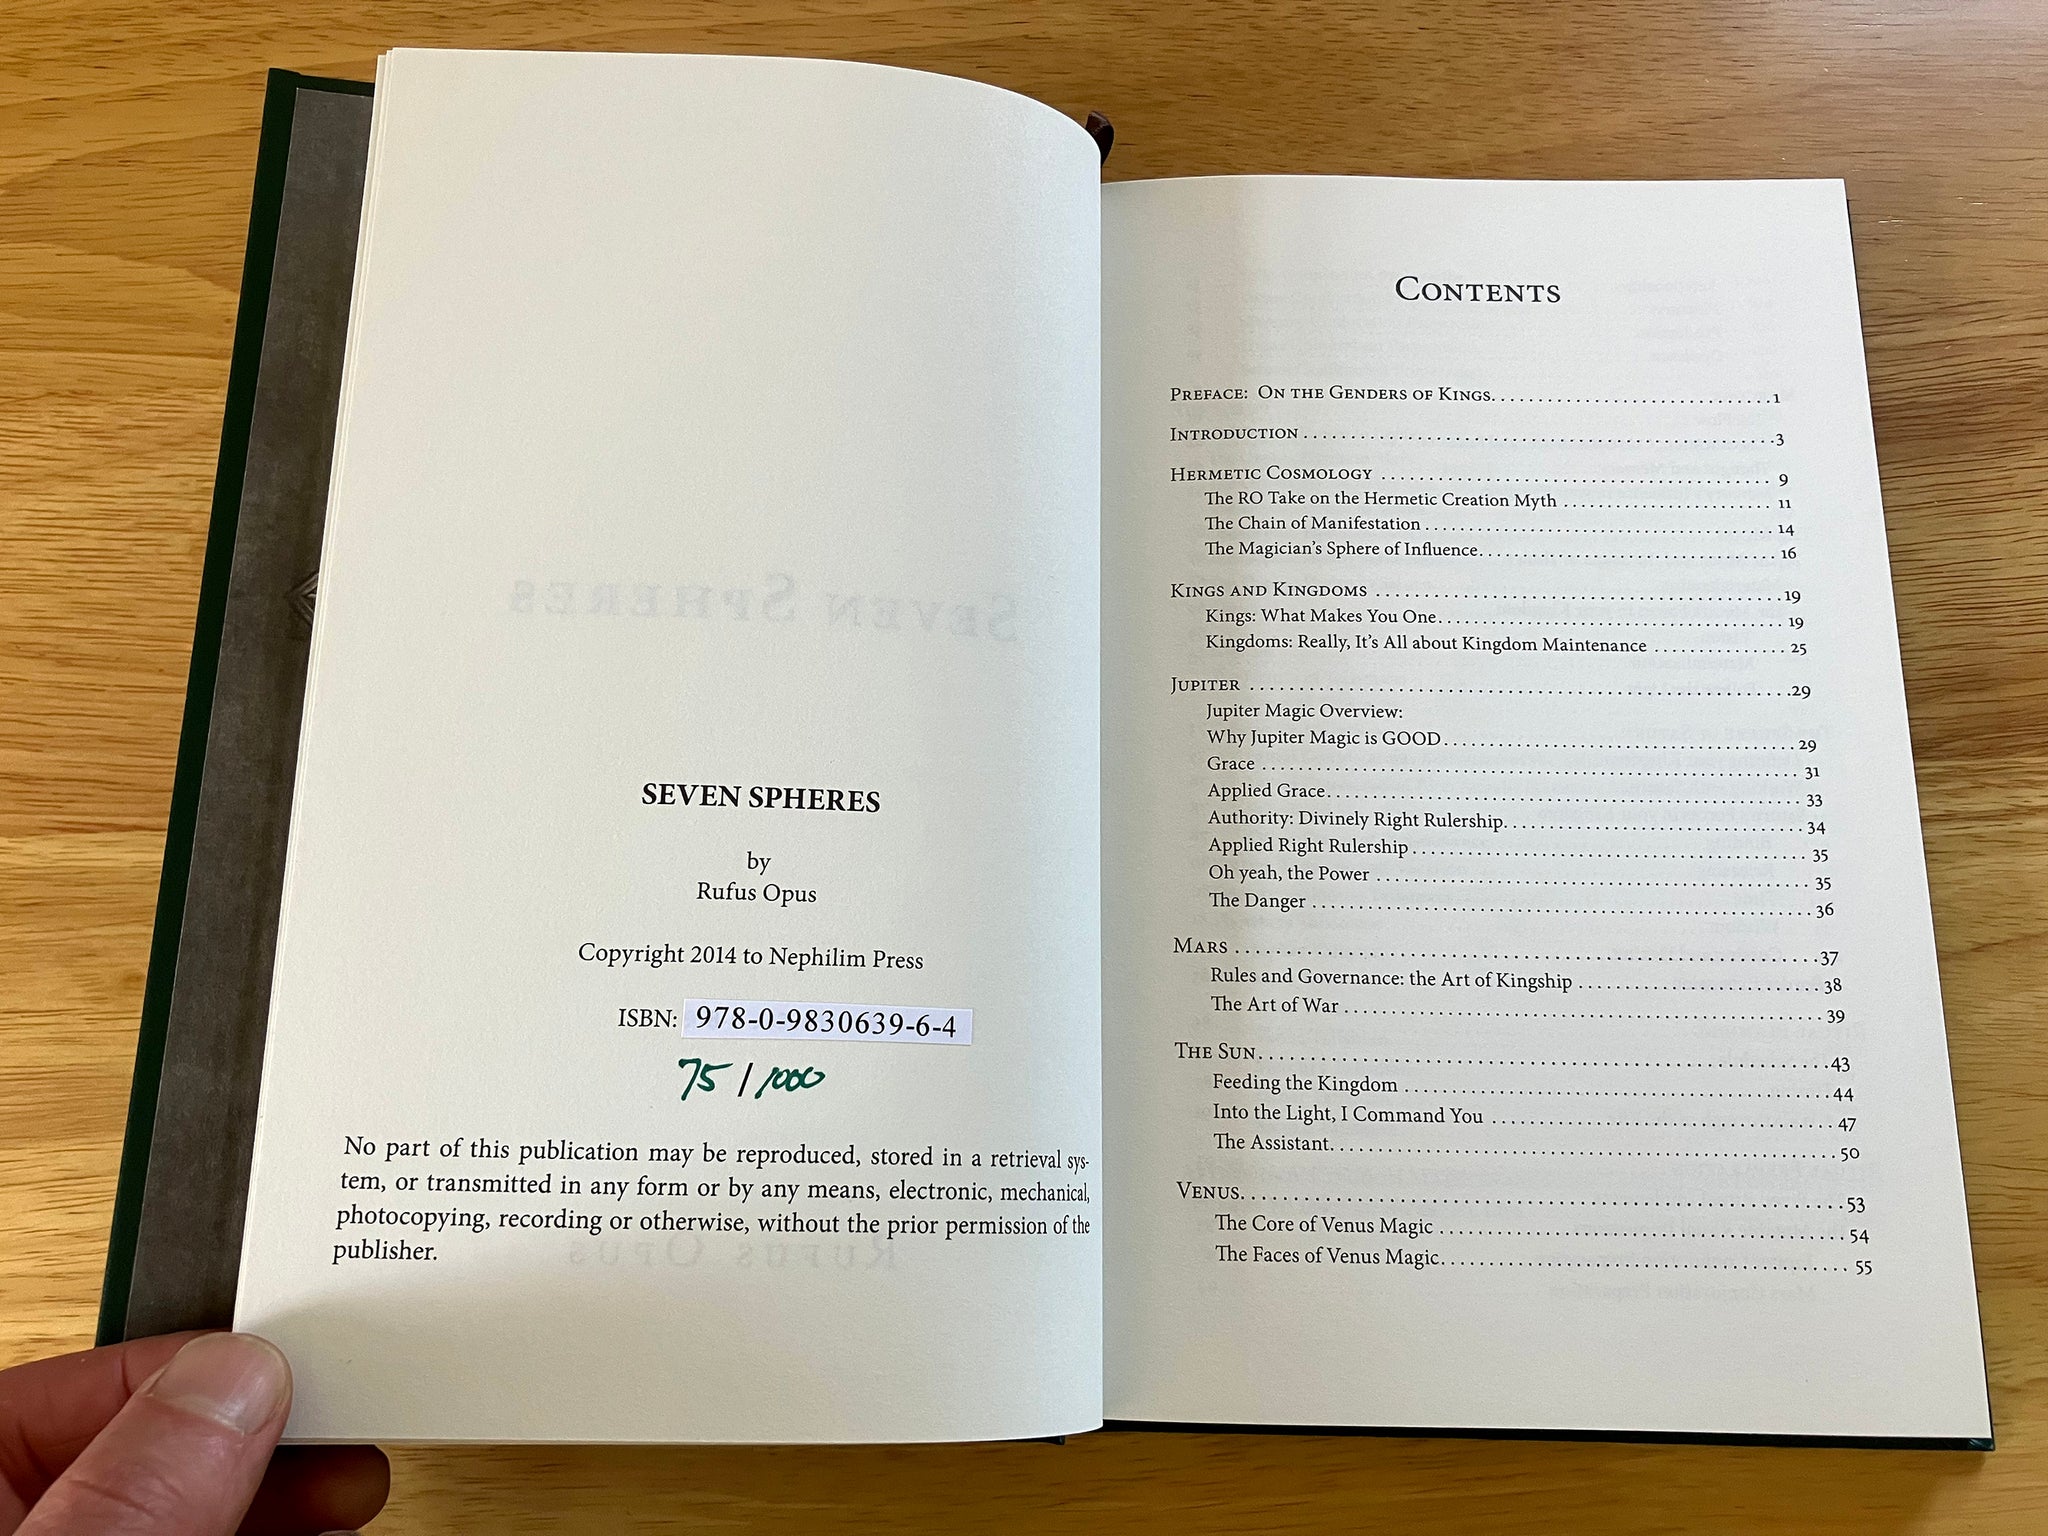 SEVEN SPHERES
by
Rufus Opus
Copyright 2014 to Nephilim Press
ISBN: 978-0-9830639-6-4
75/1000
No part of this publication may be reproduced, stored in a retrieval sys-
tem, or transmitted in any form or by any means, electronic, mechanical,
photocopying, recording or otherwise, without the prior permission of the
publisher.
SEVEN SPHERES
RUFUS OPUS
CONTENTS
PREFACE: ON THE GENDERS OF KINGS. . . . . . . . . . . . . . . . . . . . . . . . . . . . . .1
INTRODUCTION . . . . . . . . . . . . . . . . . . . . . . . . . . . . . . . . . . . . . . . . . . . . . . . . . .3
HERMETIC COSMOLOGY . . . . . . . . . . . . . . . . . . . . . . . . . . . . . . . . . . . . . . . . . 9
The RO Take on the Hermetic Creation Myth . . . . . . . . . . . . . . . . . . . . . . 11
The Chain of Manifestation . . . . . . . . . . . . . . . . . . . . . . . . . . . . . . . . . . . . . 14
The Magician's Sphere of Influence. . . . . . . . . . . . . . . . . . . . . . . . . . . . . . . 16
KINGS AND KINGDOMS . . . . . . . . . . . . . . . . . . . . . . . . . . . . . . . . . . . . . . . . . . .19
Kings: What Makes You One. . . . . . . . . . . . . . . . . . . . . . . . . . . . . . . . . . . . 19
Kingdoms: Really, It's All about Kingdom Maintenance . . . . . . . . . . . . . . 25
JUPITER . . . . . . . . . . . . . . . . . . . . . . . . . . . . . . . . . . . . . . . . . . . . . . . . . . . . . . . .29
Jupiter Magic Overview:
Why Jupiter Magic is GOOD. . . . . . . . . . . . . . . . . . . . . . . . . . . . . . . . . . . . 29
Grace . . . . . . . . . . . . . . . . . . . . . . . . . . . . . . . . . . . . . . . . . . . . . . . . . . . . . . . 31
Applied Grace. . . . . . . . . . . . . . . . . . . . . . . . . . . . . . . . . . . . . . . . . . . . . . . . 33
Authority: Divinely Right Rulership. . . . . . . . . . . . . . . . . . . . . . . . . . . . . . 34
Applied Right Rulership . . . . . . . . . . . . . . . . . . . . . . . . . . . . . . . . . . . . . . . 35
Oh yeah, the Power . . . . . . . . . . . . . . . . . . . . . . . . . . . . . . . . . . . . . . . . . . . 35
The Danger . . . . . . . . . . . . . . . . . . . . . . . . . . . . . . . . . . . . . . . . . . . . . . . . . . 36
MARS . . . . . . . . . . . . . . . . . . . . . . . . . . . . . . . . . . . . . . . . . . . . . . . . . . . . . . . . . .37
Rules and Governance: the Art of Kingship . . . . . . . . . . . . . . . . . . . . . . . . 38
The Art of War . . . . . . . . . . . . . . . . . . . . . . . . . . . . . . . . . . . . . . . . . . . . . . . 39
THE SUN. . . . . . . . . . . . . . . . . . . . . . . . . . . . . . . . . . . . . . . . . . . . . . . . . . . . . . .43
Feeding the Kingdom . . . . . . . . . . . . . . . . . . . . . . . . . . . . . . . . . . . . . . . . . .44
Into the Light, I Command You . . . . . . . . . . . . . . . . . . . . . . . . . . . . . . . . . 47
The Assistant. . . . . . . . . . . . . . . . . . . . . . . . . . . . . . . . . . . . . . . . . . . . . . . . . 50
VENUS. . . . . . . . . . . . . . . . . . . . . . . . . . . . . . . . . . . . . . . . . . . . . . . . . . . . . . . . .53
The Core of Venus Magic . . . . . . . . . . . . . . . . . . . . . . . . . . . . . . . . . . . . . . 54
The Faces of Venus Magic. . . . . . . . . . . . . . . . . . . . . . . . . . . . . . . . . . . . . . 55